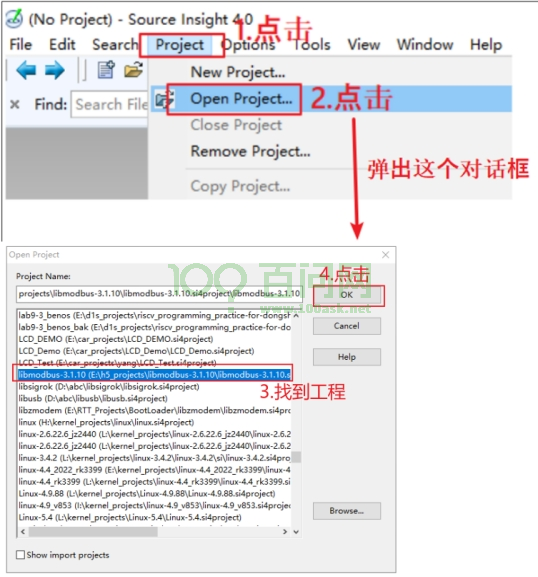 (No Project) - Source Insight 4.0
1.点击
File Edit Search Project Options Tools View Window Help
New Project...
Find: Search File
Open Project...
2.点击
Close Project
Remove Project...
弹出这个对话框
Copy Project...
Open Project
百问网
www.100ask.net
4.点击
Project Name:
projects\libmodbus-3.1.10\libmodbus-3.1.10.si4project\libmodbus-3.1.10
OK
lab9-3_benos (E:\d1s_projects\riscv_programming_practice-for-dongsh
Cancel
lab9-3_benos_bak (E:\d1s_projects\riscv_programming_practice-for-do
LCD_DEMO (E:\car_projects\LCD_DEMO\LCD_Demo.si4project)
LCD_Demo (E:\car_projects\LCD_Demo\LCD_Demo.si4project)
Help
LCD_Test (E:\car_projects\yang\LCD_Test.si4project)
libmodbus-3.1.10 (E:\h5_projects\libmodbus-3.1.10\libmodbus-3.1.10.s
libsigrok (D:\abc\libsigrok\libsigrok.si4project)
3.找到工程
libusb (D:\abc\libusb\libusb.si4project)
libzmodem (E:\RTT_Projects\BootLoader\libzmodem\libzmodem.si4proj
linux (H:\kernel_projects\linux\linux.si4project)
linux-2.6.22.6_jz2440 (L:\kernel_projects\linux-2.6.22.6_jz2440\linux-2.6.2
linux-2.6.22.6_jz2440 (L:\kernel_projects\linux-2.6.22.6_jz2440\linux-2.6.2
linux-3.4.2 (L:\kernel_projects\linux-3.4.2\linux-3.4.2\si\linux-3.4.2.si4proj
linux-4.4_2022_rk3399 (E:\kernel_projects\linux-4.4_2022_rk3399\linux-4
linux-4.4_rk3399 (L:\kernel_projects\linux-4.4_rk3399\linux-4.4_rk3399.si
Linux-4.9.88 (L:\kernel_projects\Linux-4.9.88\Linux-4.9.88.si4project)
linux-4.9_v853 (I:\kernel_projects\linux-4.9_v853\linux-4.9_v853.si4projec
Browse...
Linux-5.4 (L:\kernel_projects\Linux-5.4\Linux-5.4.si4project)
Show import projects